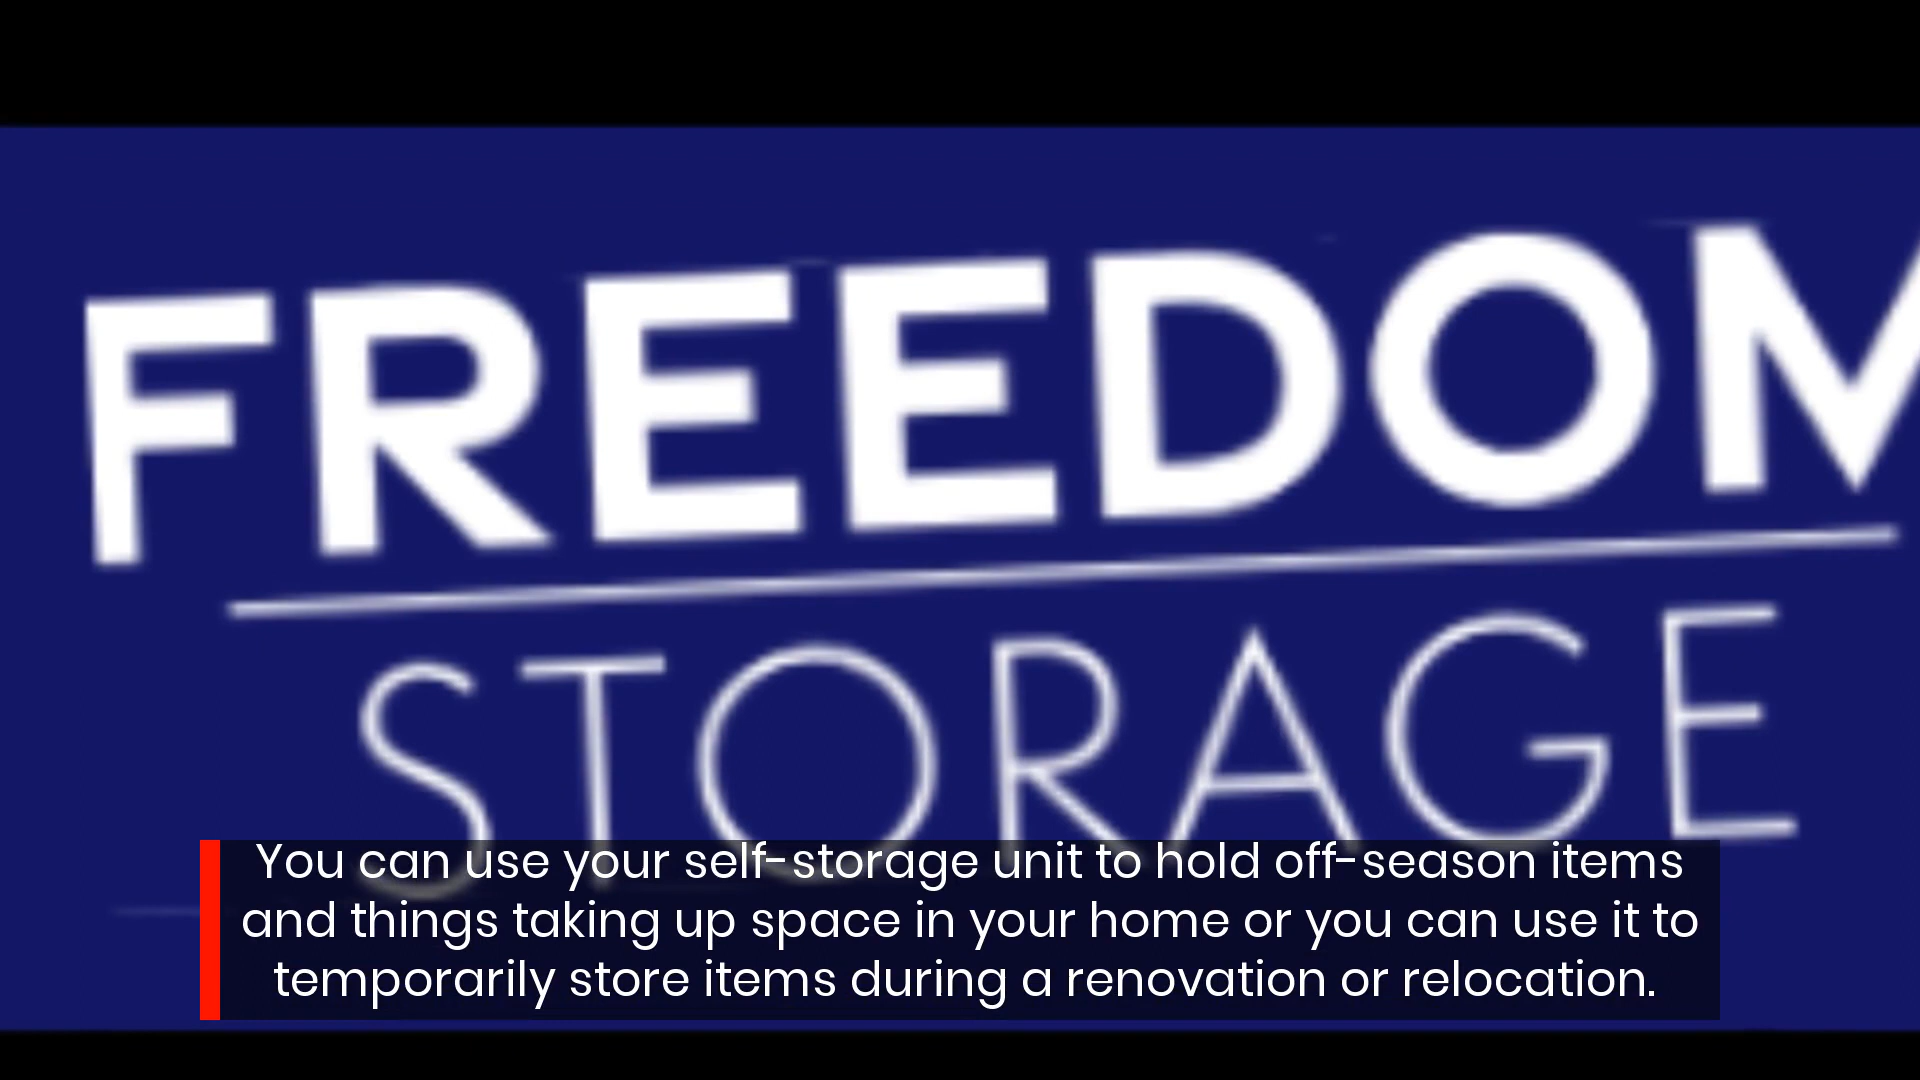 FREEDOM
STORAGE
You can use your self-storage unit to hold off-season items
and things taking up space in your home or you can use it to
temporarily store items during a renovation or relocation.